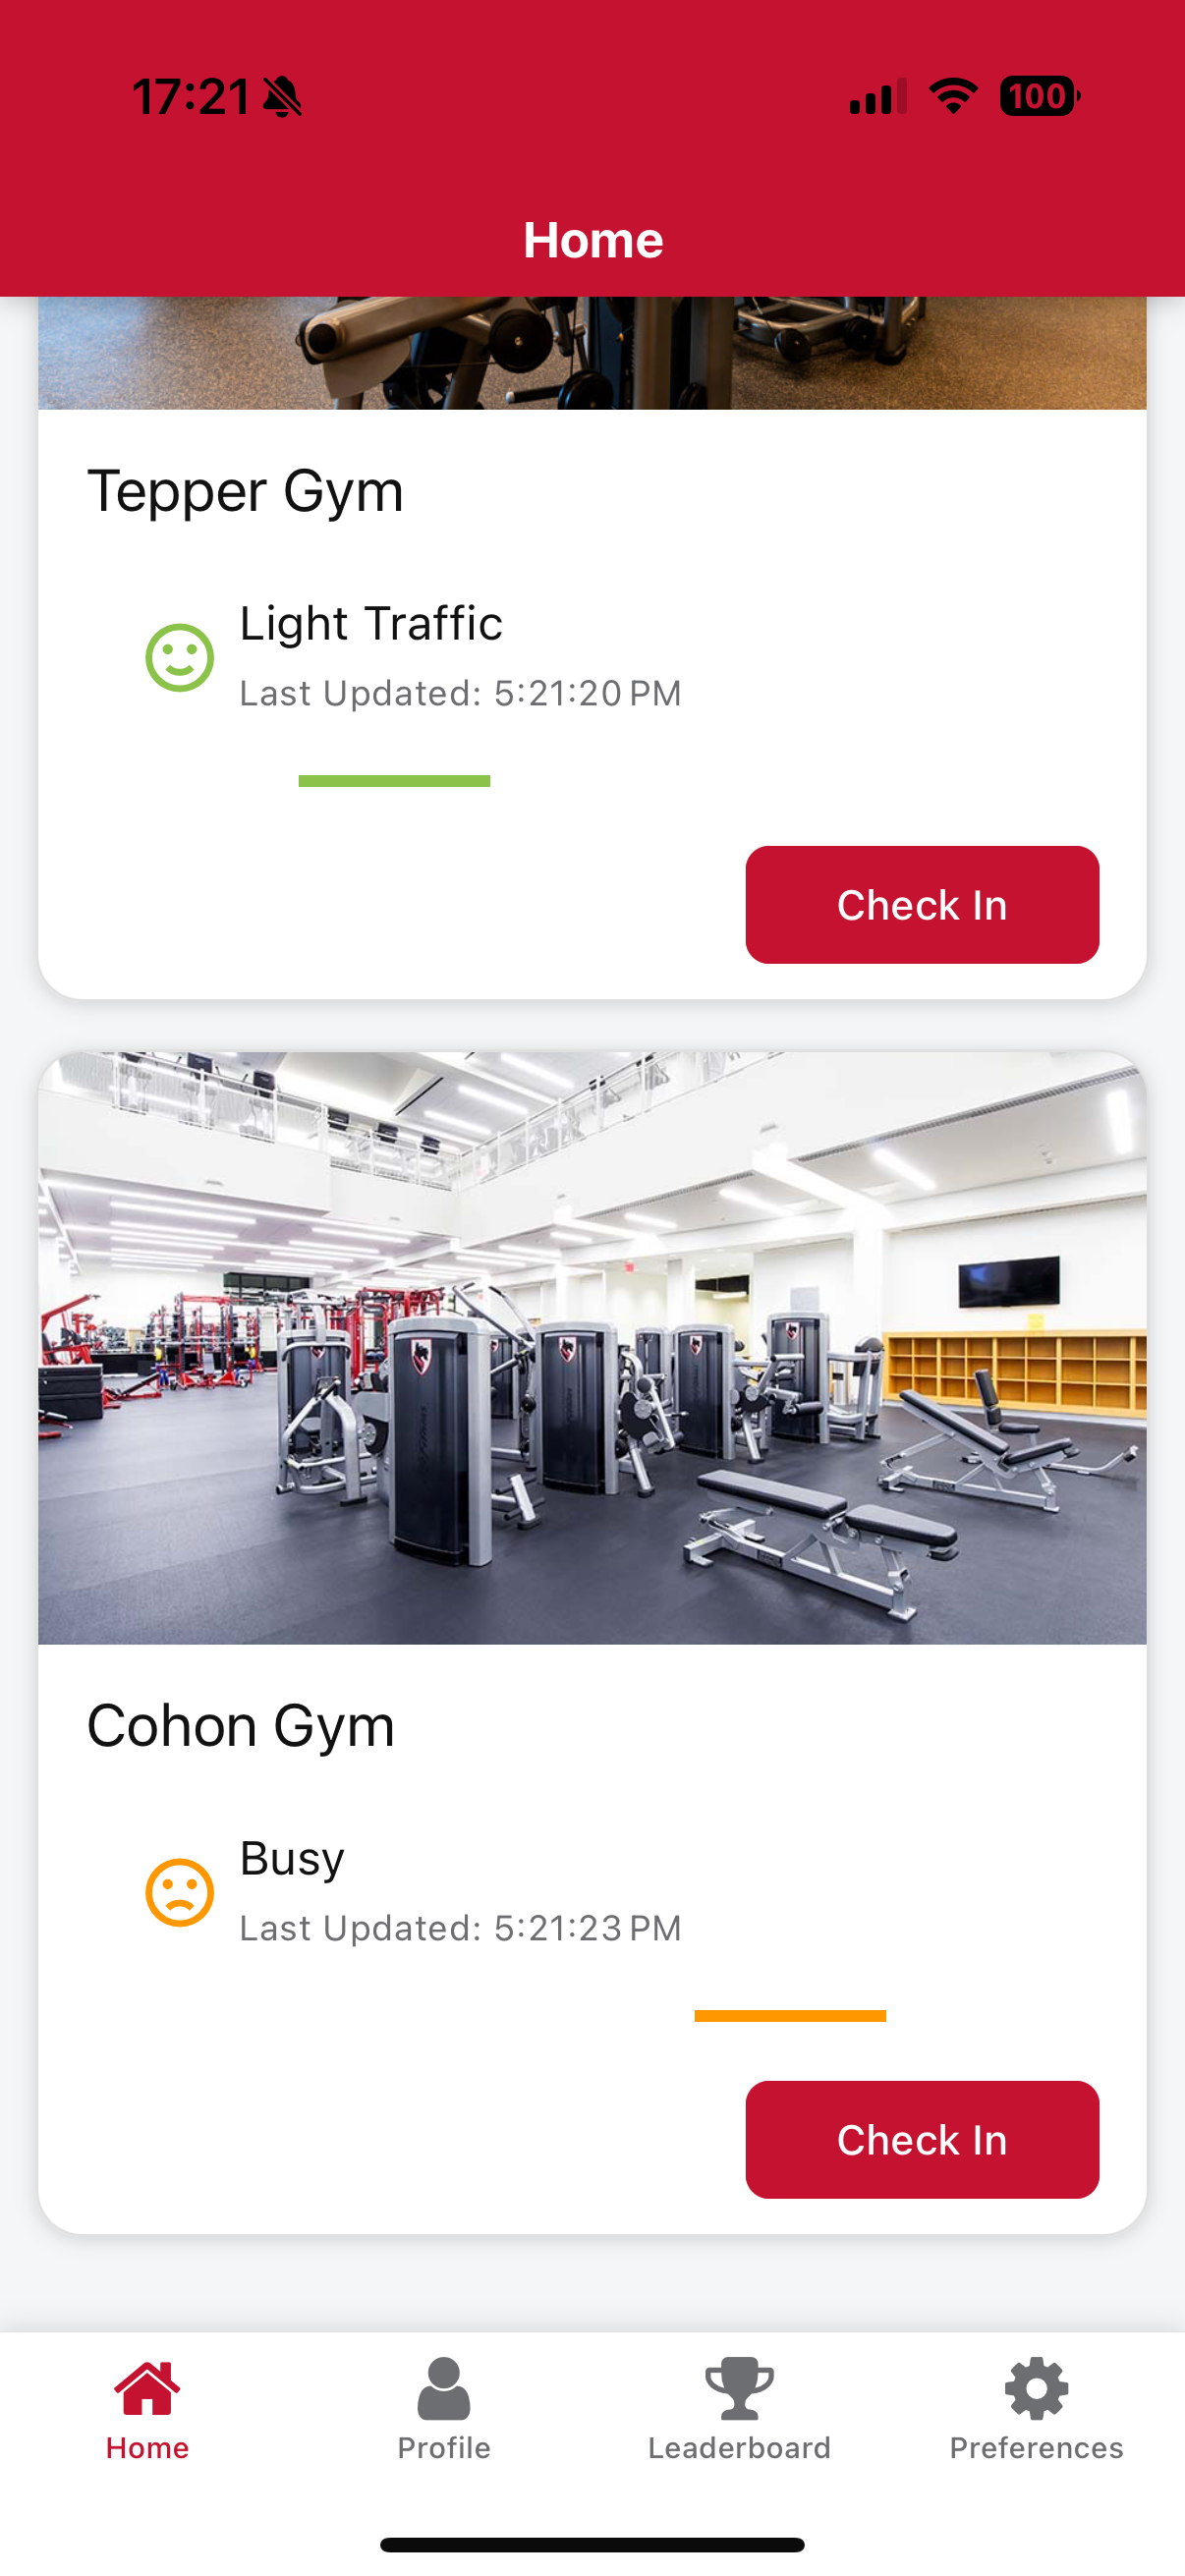 17:21
100
Home
Tepper Gym
Light Traffic
Last Updated: 5:21:20 PM
Check In
Cohon Gym
Busy
Last Updated: 5:21:23 PM
Check In
Home
Profile
Leaderboard
Preferences